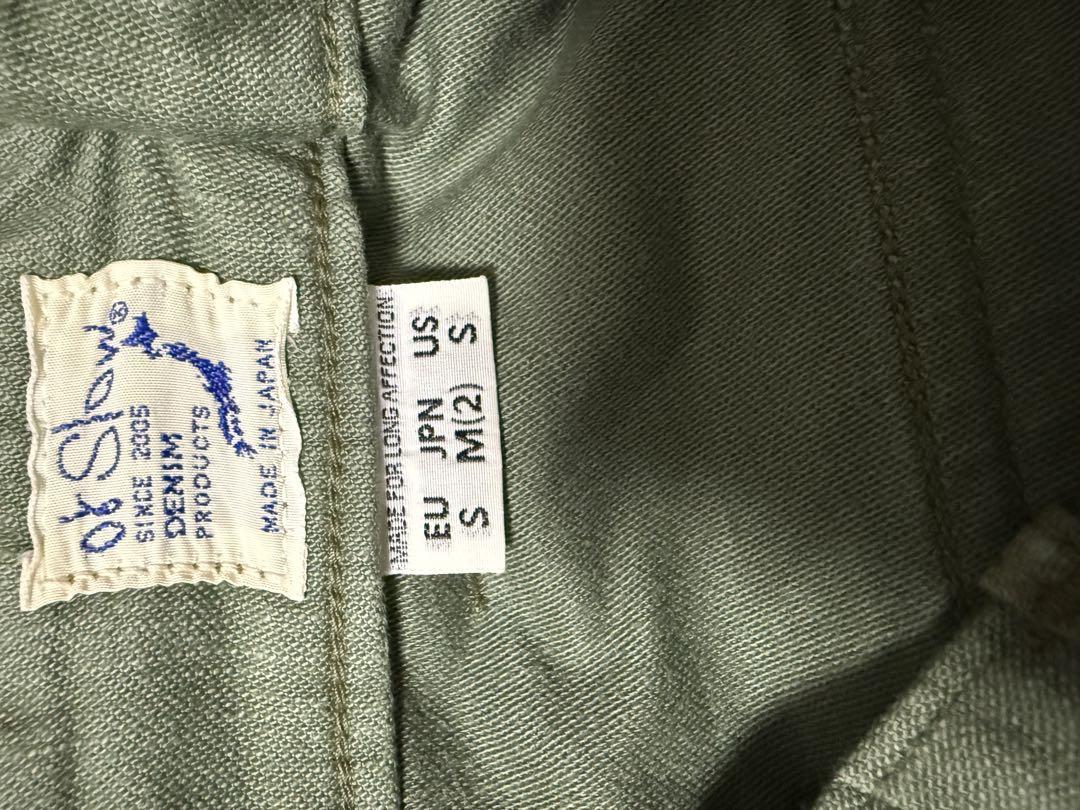 orSlow®
SINCE 2005
DENIM
PRODUCTS
MADE IN JAPAN
MADE FOR LONG AFFECTION
EU JPN US
S M(2) S